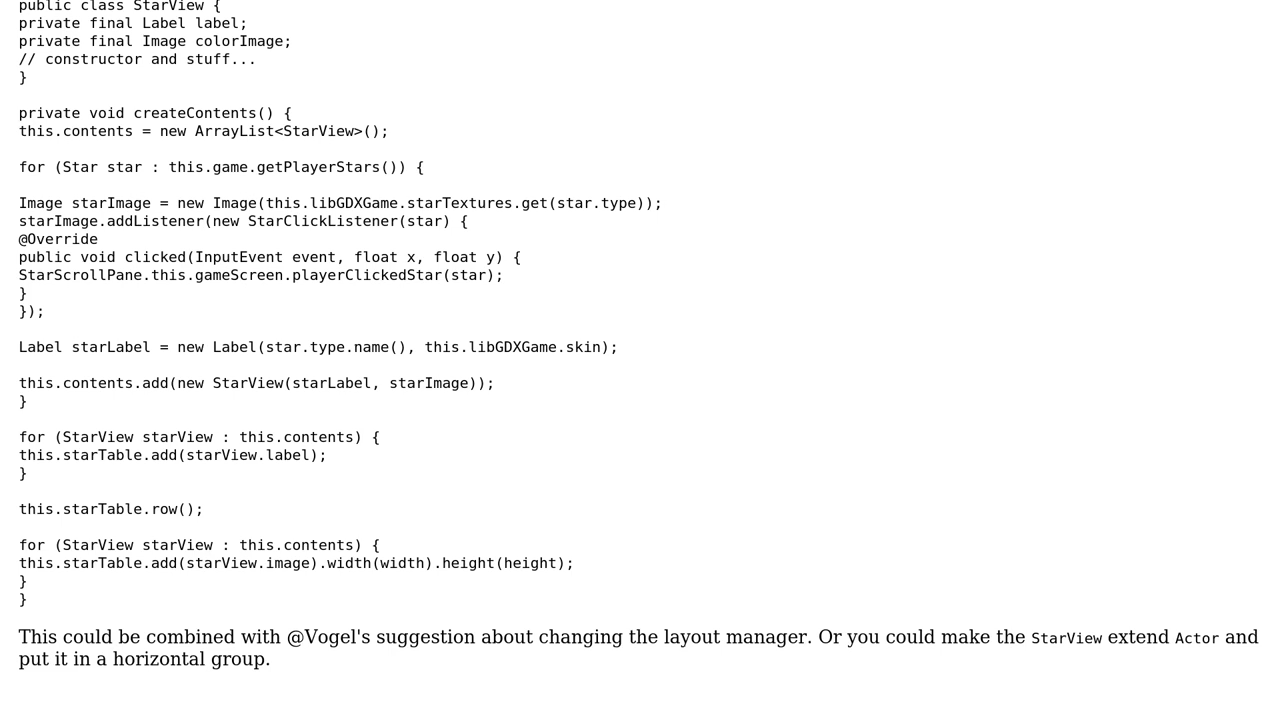 public class StarView {
private final Label label;
private final Image colorImage;
// constructor and stuff...
}
private void createContents() {
this.contents = new ArrayList<StarView>();
for (Star star : this.game.getPlayerStars()) {
Image starImage = new Image(this.libGDXGame.starTextures.get(star.type));
starImage.addListener(new StarClickListener(star) {
@Override
public void clicked(InputEvent event, float x, float y) {
StarScrollPane.this.gameScreen.playerClickedStar(star);
}
});
Label starLabel = new Label(star.type.name(), this.libGDXGame.skin);
this.contents.add(new StarView(starLabel, starImage));
}
for (StarView starView : this.contents) {
this.starTable.add(starView.label);
}
this.starTable.row();
for (StarView starView : this.contents) {
this.starTable.add(starView.image).width(width).height(height);
}
}
This could be combined with @Vogel's suggestion about changing the layout manager. Or you could make the StarView extend Actor and
put it in a horizontal group.